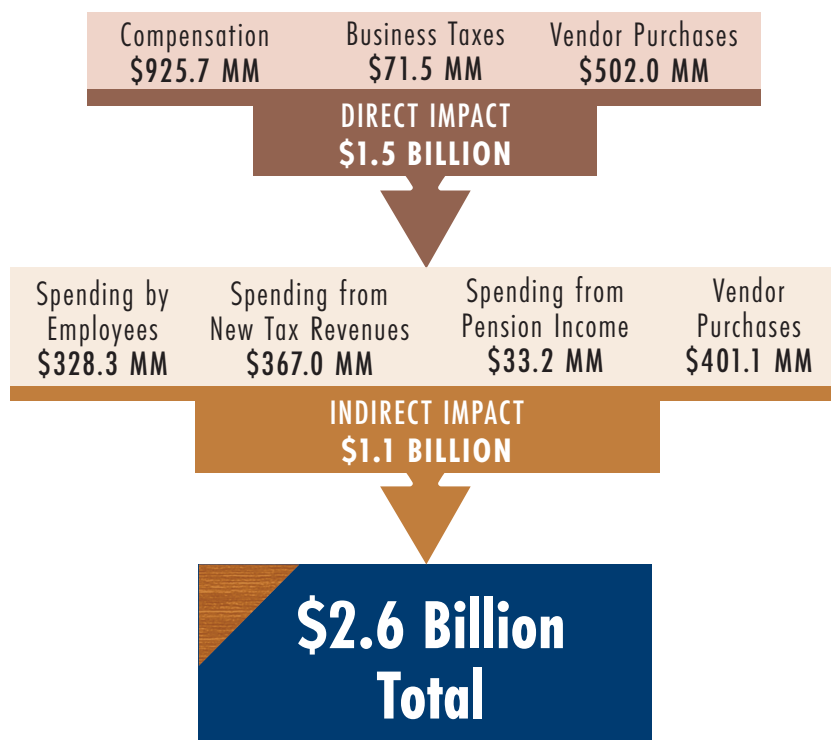 Compensation
$925.7 MM
Business Taxes
$71.5 MM
Vendor Purchases
$502.0 MM
DIRECT IMPACT
$1.5 BILLION
Spending by
Employees
$328.3 MM
Spending from
New Tax Revenues
$367.0 MM
Spending from
Pension Income
$33.2 MM
Vendor
Purchases
$401.1 MM
INDIRECT IMPACT
$1.1 BILLION
$2.6 Billion
Total